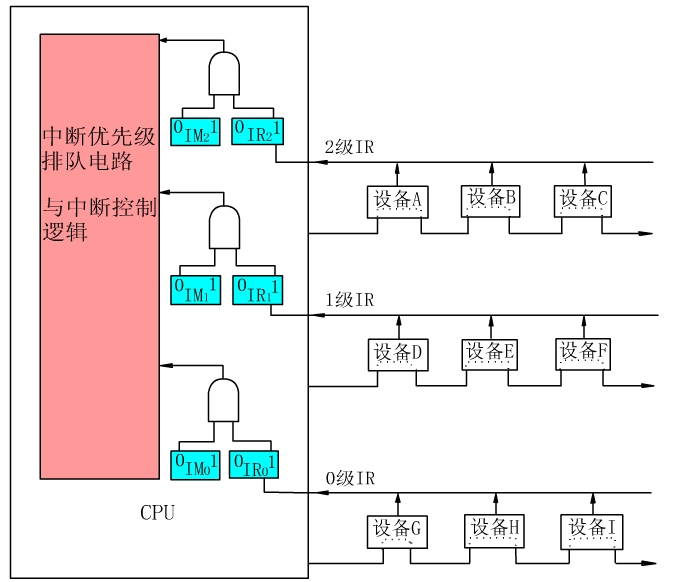 中断优先级
排队电路
与中断控制
逻辑
0 IM2 1
0 IR2 1
2级IR
设备A
设备B
设备C
0 IM1 1
0 IR1 1
1级IR
设备D
设备E
设备F
0 IM0 1
0 IR0 1
0级IR
设备G
设备H
设备I
CPU